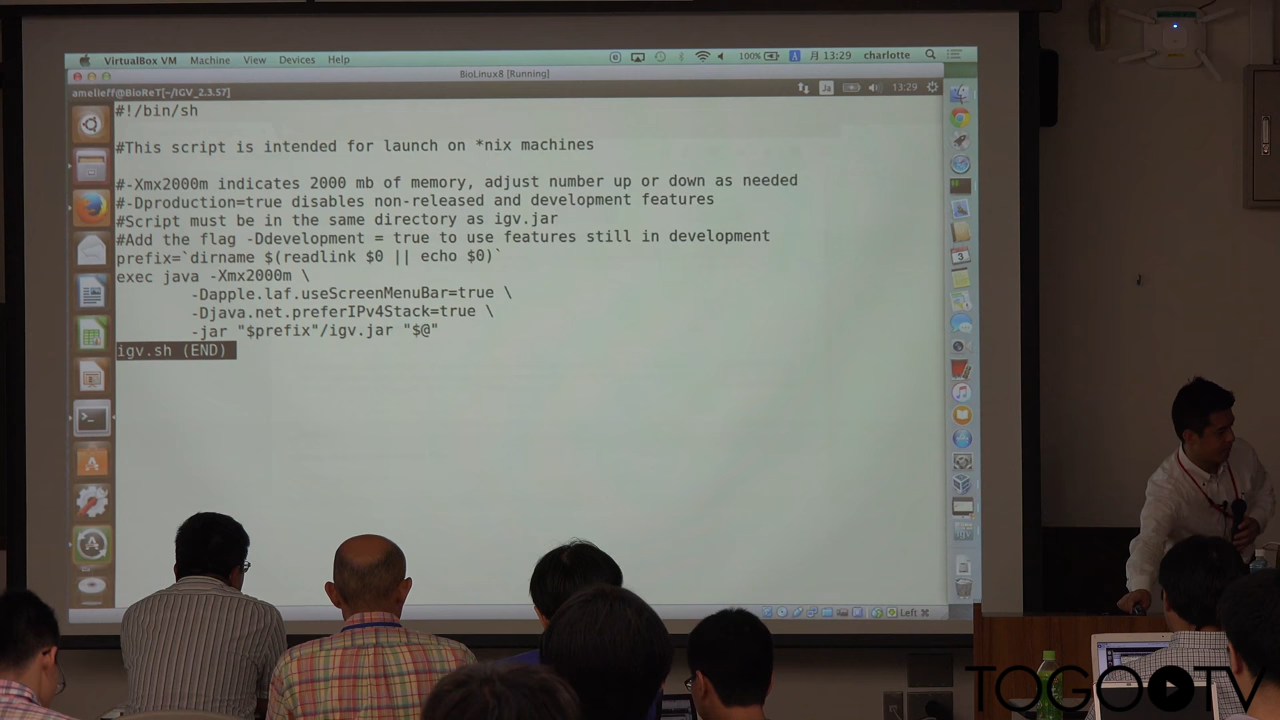 VirtualBox VM Machine View Devices Help 100% A 月 13:29 charlotte
BioLinux8 [Running]
amelieff@BioReT[~/IGV_2.3.57] Ja 13:29
#!/bin/sh
#This script is intended for launch on *nix machines
#-Xmx2000m indicates 2000 mb of memory, adjust number up or down as needed
#-Dproduction=true disables non-released and development features
#Script must be in the same directory as igv.jar
#Add the flag -Ddevelopment = true to use features still in development
prefix=`dirname $(readlink $0 || echo $0)`
exec java -Xmx2000m \
-Dapple.laf.useScreenMenuBar=true \
-Djava.net.preferIPv4Stack=true \
-jar "$prefix"/igv.jar "$@"
igv.sh (END)
3
igv
Left ⌘
TOGO TV